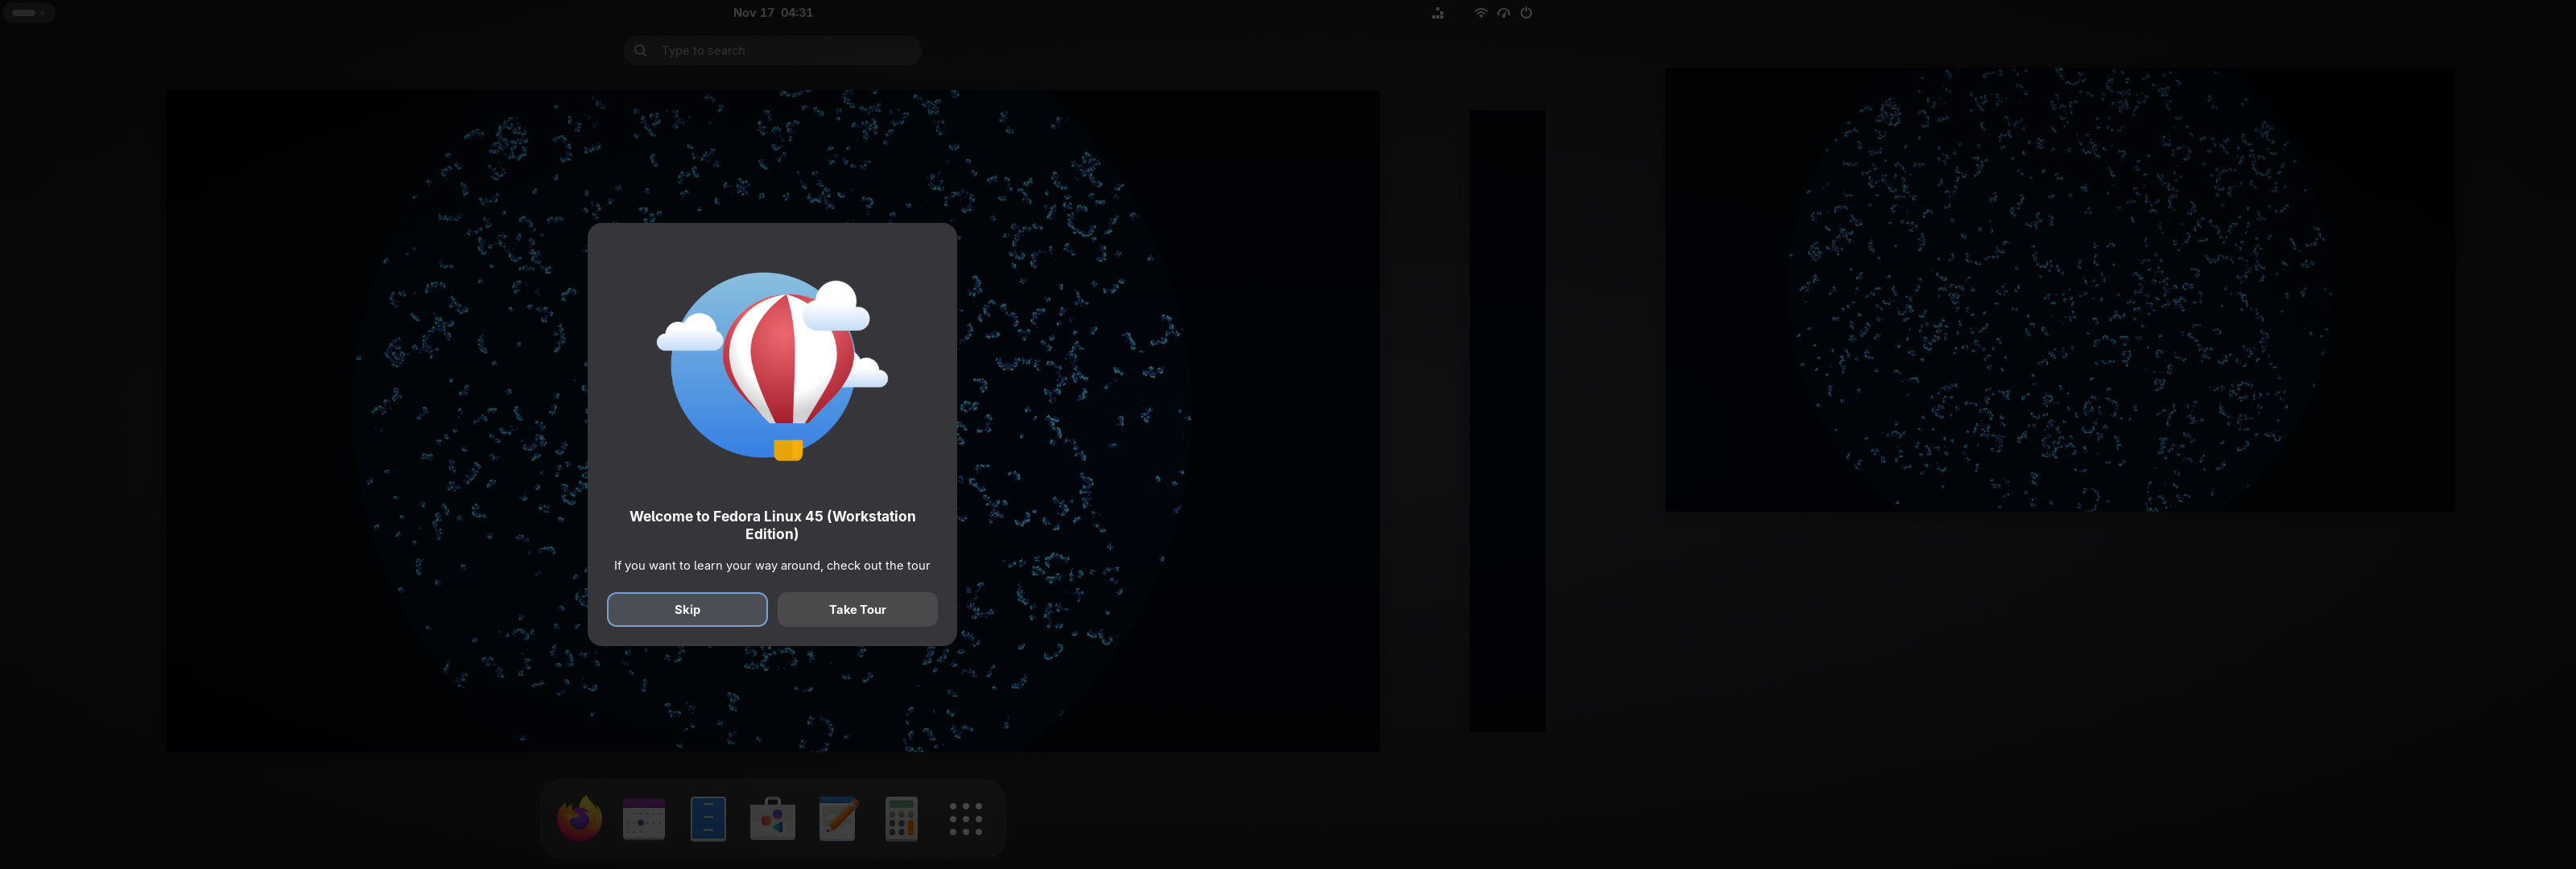 Nov 17 04:31
Type to search
Welcome to Fedora Linux 45 (Workstation
Edition)
If you want to learn your way around, check out the tour
Skip
Take Tour